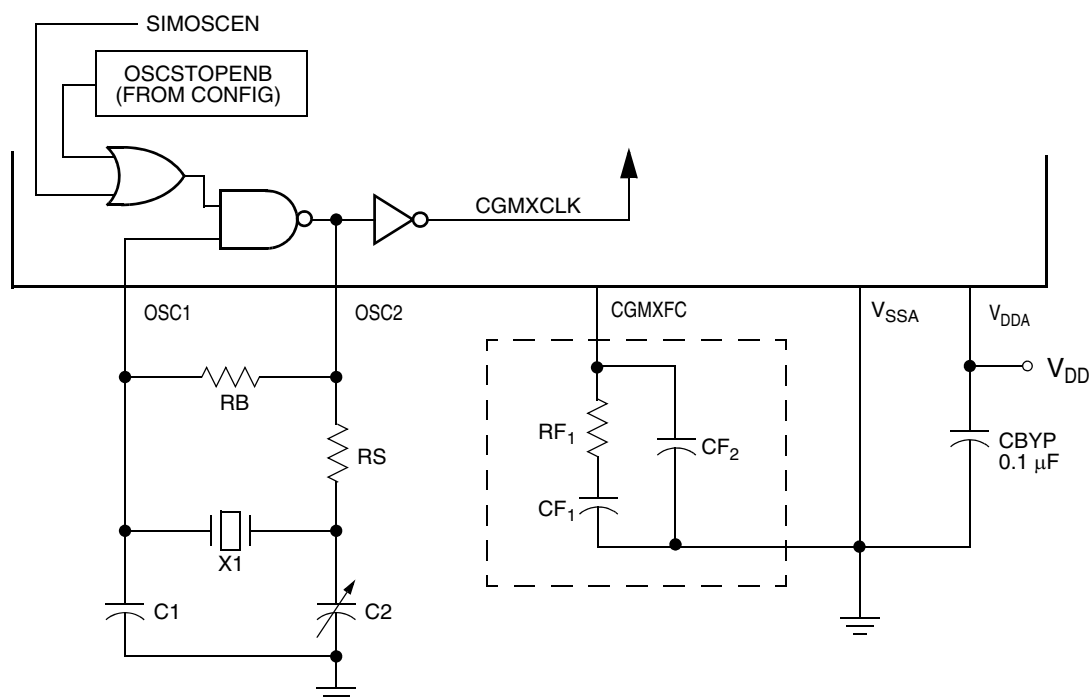 SIMOSCEN
OSCSTOPENB
(FROM CONFIG)
CGMXCLK
OSC1
OSC2
CGMXFC
VSSA
VDDA
VDD
RB
RS
RF1
CF2
CBYP
0.1 μF
CF1
X1
C1
C2